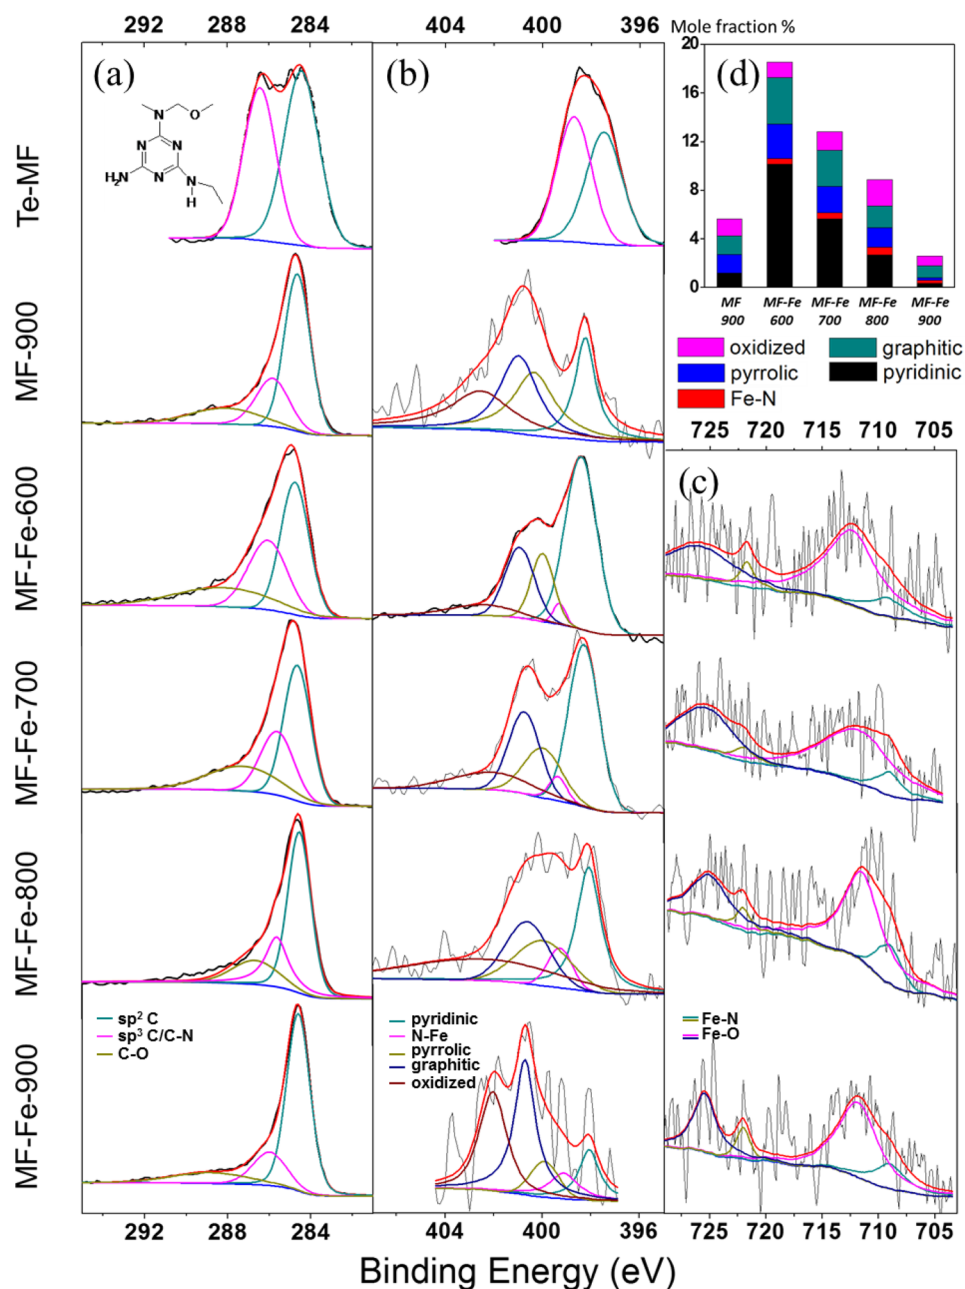 292 288 284
404 400 396
Mole fraction %
(a)
(b)
(d)
20
16
12
8
4
0
N
O
N
N
N
H₂N
N
N
H
MF
900
MF-Fe
600
MF-Fe
700
MF-Fe
800
MF-Fe
900
oxidized
graphitic
pyrrolic
pyridinic
Fe-N
725 720 715 710 705
(c)
Te-MF
MF-900
MF-Fe-600
MF-Fe-700
MF-Fe-800
MF-Fe-900
sp² C
sp³ C/C-N
C-O
pyridinic
N-Fe
pyrrolic
graphitic
oxidized
Fe-N
Fe-O
292 288 284
404 400 396
725 720 715 710 705
Binding Energy (eV)